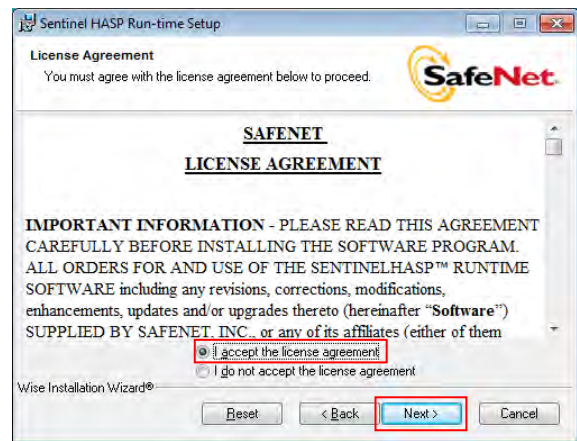 Sentinel HASP Run-time Setup
License Agreement
You must agree with the license agreement below to proceed.
SafeNet.
SAFENET
LICENSE AGREEMENT
IMPORTANT INFORMATION - PLEASE READ THIS AGREEMENT
CAREFULLY BEFORE INSTALLING THE SOFTWARE PROGRAM.
ALL ORDERS FOR AND USE OF THE SENTINELHASP™ RUNTIME
SOFTWARE including any revisions, corrections, modifications,
enhancements, updates and/or upgrades thereto (hereinafter “Software”)
SUPPLIED BY SAFENET, INC., or any of its affiliates (either of them
I accept the license agreement
I do not accept the license agreement
Wise Installation Wizard®
Reset
< Back
Next >
Cancel